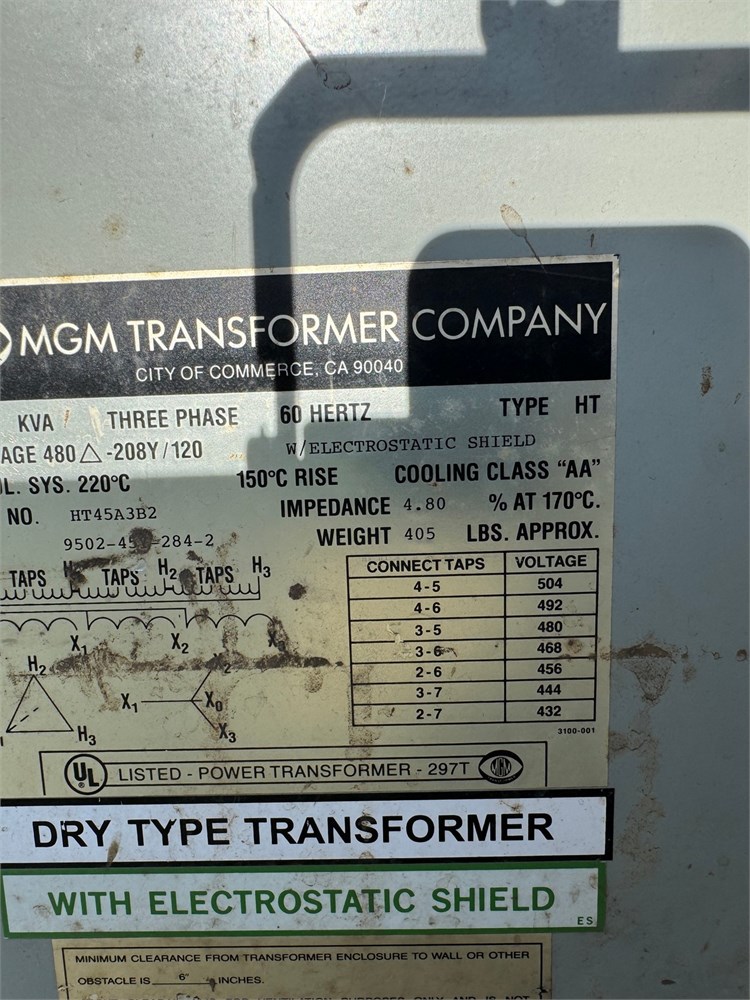 MGM TRANSFORMER COMPANY
CITY OF COMMERCE, CA 90040
KVA THREE PHASE 60 HERTZ TYPE HT
AGE 480 △ -208Y/120 W/ELECTROSTATIC SHIELD
L. SYS. 220°C 150°C RISE COOLING CLASS "AA"
IMPEDANCE 4.80 % AT 170°C.
NO. HT45A3B2
WEIGHT 405 LBS. APPROX.
TAPS TAPS H2 TAPS H3
X1 X2 X3
H2
H3
X2
X1 X0
X3
CONNECT TAPS VOLTAGE
4-5 504
4-6 492
3-5 480
3-6 468
2-6 456
3-7 444
2-7 432
3100-001
UL LISTED - POWER TRANSFORMER - 297T MGM
DRY TYPE TRANSFORMER
WITH ELECTROSTATIC SHIELD
ES
MINIMUM CLEARANCE FROM TRANSFORMER ENCLOSURE TO WALL OR OTHER
OBSTACLE IS 6" INCHES.